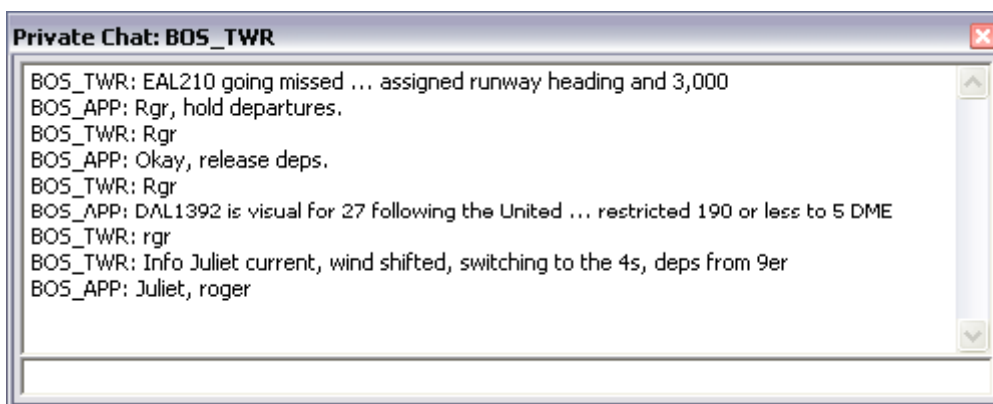 Private Chat: BOS_TWR
BOS_TWR: EAL210 going missed ... assigned runway heading and 3,000
BOS_APP: Rgr, hold departures.
BOS_TWR: Rgr
BOS_APP: Okay, release deps.
BOS_TWR: Rgr
BOS_APP: DAL1392 is visual for 27 following the United ... restricted 190 or less to 5 DME
BOS_TWR: rgr
BOS_TWR: Info Juliet current, wind shifted, switching to the 4s, deps from 9er
BOS_APP: Juliet, roger